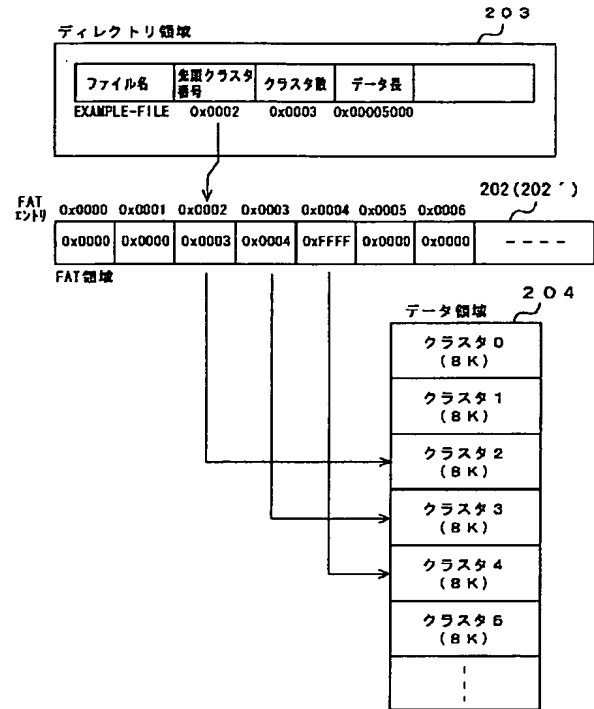 203
ディレクトリ領域
ファイル名 先頭クラスタ番号 クラスタ数 データ長
EXAMPLE-FILE 0x0002 0x0003 0x00005000
202(202´)
FATエントリ 0x0000 0x0001 0x0002 0x0003 0x0004 0x0005 0x0006
0x0000 0x0000 0x0003 0x0004 0xFFFF 0x0000 0x0000
FAT領域
204
データ領域
クラスタ0
(8K)
クラスタ1
(8K)
クラスタ2
(8K)
クラスタ3
(8K)
クラスタ4
(8K)
クラスタ5
(8K)